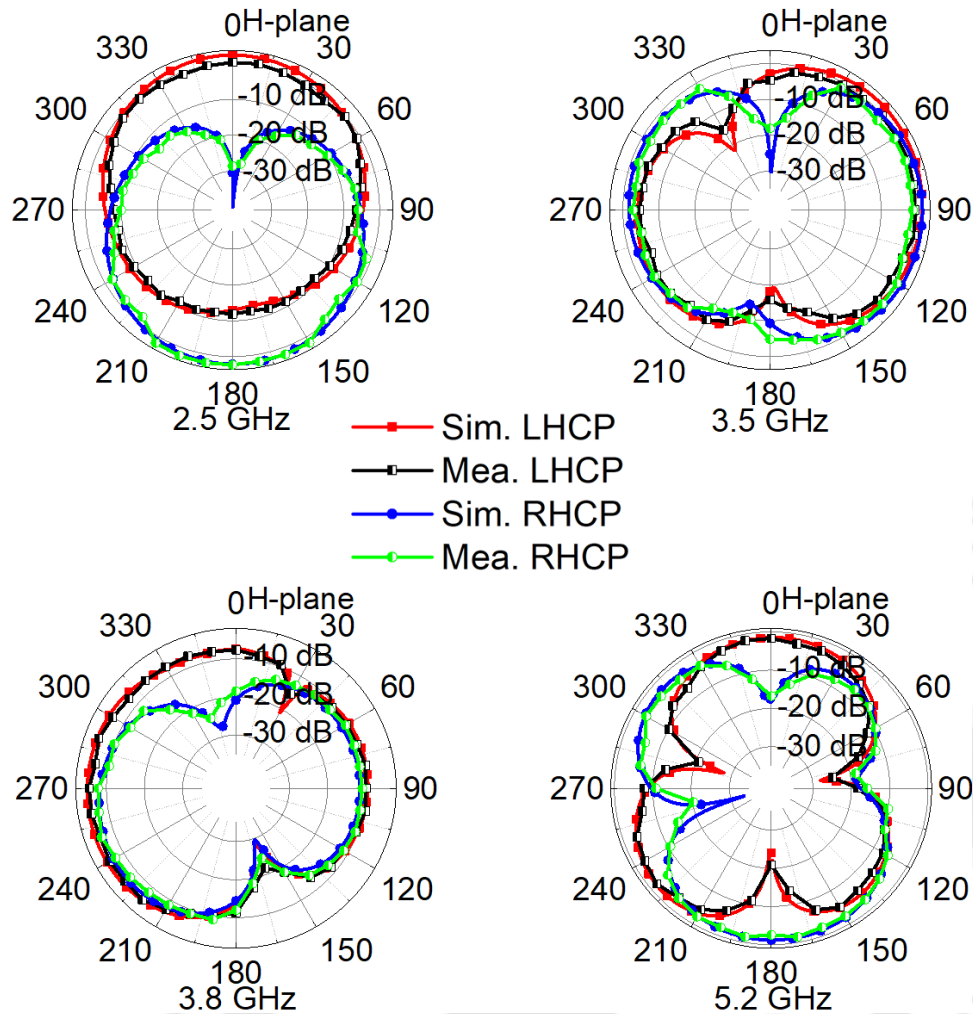 0 H-plane
330 30
-10 dB
300 60
-20 dB
-30 dB
270 90
240 120
210 150
180
2.5 GHz
0 H-plane
330 30
-10 dB
300 60
-20 dB
-30 dB
270 90
240 120
210 150
180
3.5 GHz
Sim. LHCP
Mea. LHCP
Sim. RHCP
Mea. RHCP
0 H-plane
330 30
-10 dB
300 60
-20 dB
-30 dB
270 90
240 120
210 150
180
3.8 GHz
0 H-plane
330 30
-10 dB
300 60
-20 dB
-30 dB
270 90
240 120
210 150
180
5.2 GHz